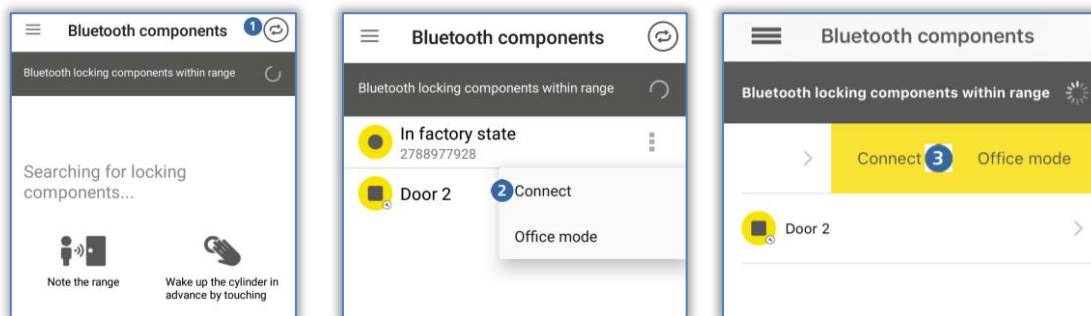 Bluetooth components 1
Bluetooth locking components within range
Searching for locking
components...
Note the range
Wake up the cylinder in
advance by touching
Bluetooth components
Bluetooth locking components within range
In factory state
2788977928
Door 2
2 Connect
Office mode
Bluetooth components
Bluetooth locking components within range
Connect 3 Office mode
Door 2